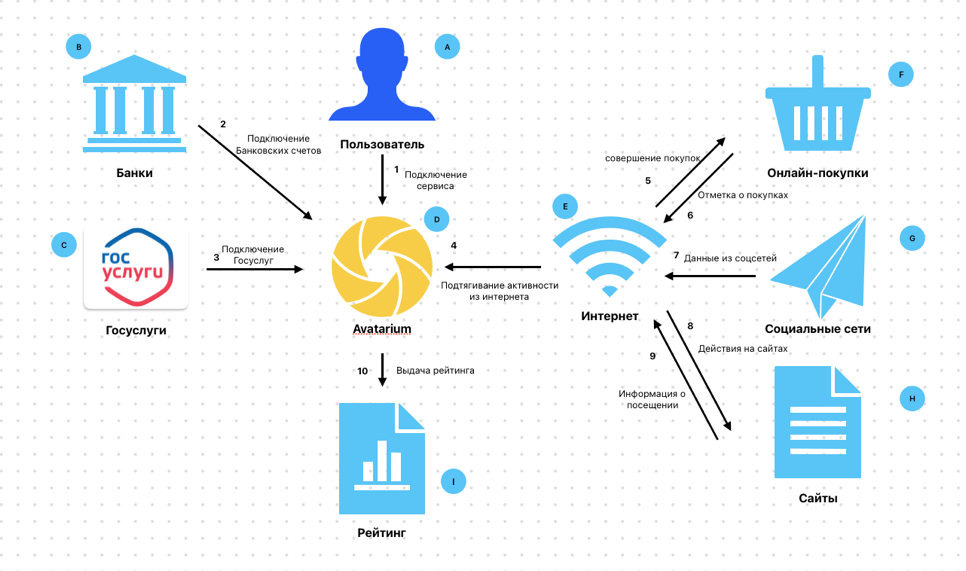 B
A
F
2
Подключение
Банковских счетов
Банки
Пользователь
1
Подключение
сервиса
совершение покупок
5
Онлайн-покупки
Отметка о покупках
6
E
C
гос
услуги
3
Подключение
Госуслуг
D
4
Подтягивание активности
из интернета
7
Данные из соцсетей
G
Госуслуги
Avatarium
Интернет
Социальные сети
8
Действия на сайтах
9
10
Выдача рейтинга
Информация о
посещении
H
I
Рейтинг
Сайты